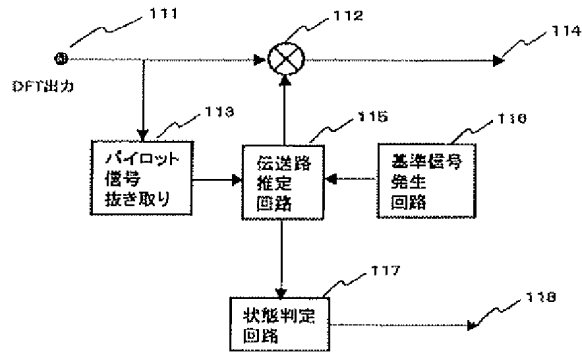 111
112
114
DFT出力
113
115
116
パイロット
信号
抜き取り
伝送路
推定
回路
基準信号
発生
回路
117
118
状態判定
回路